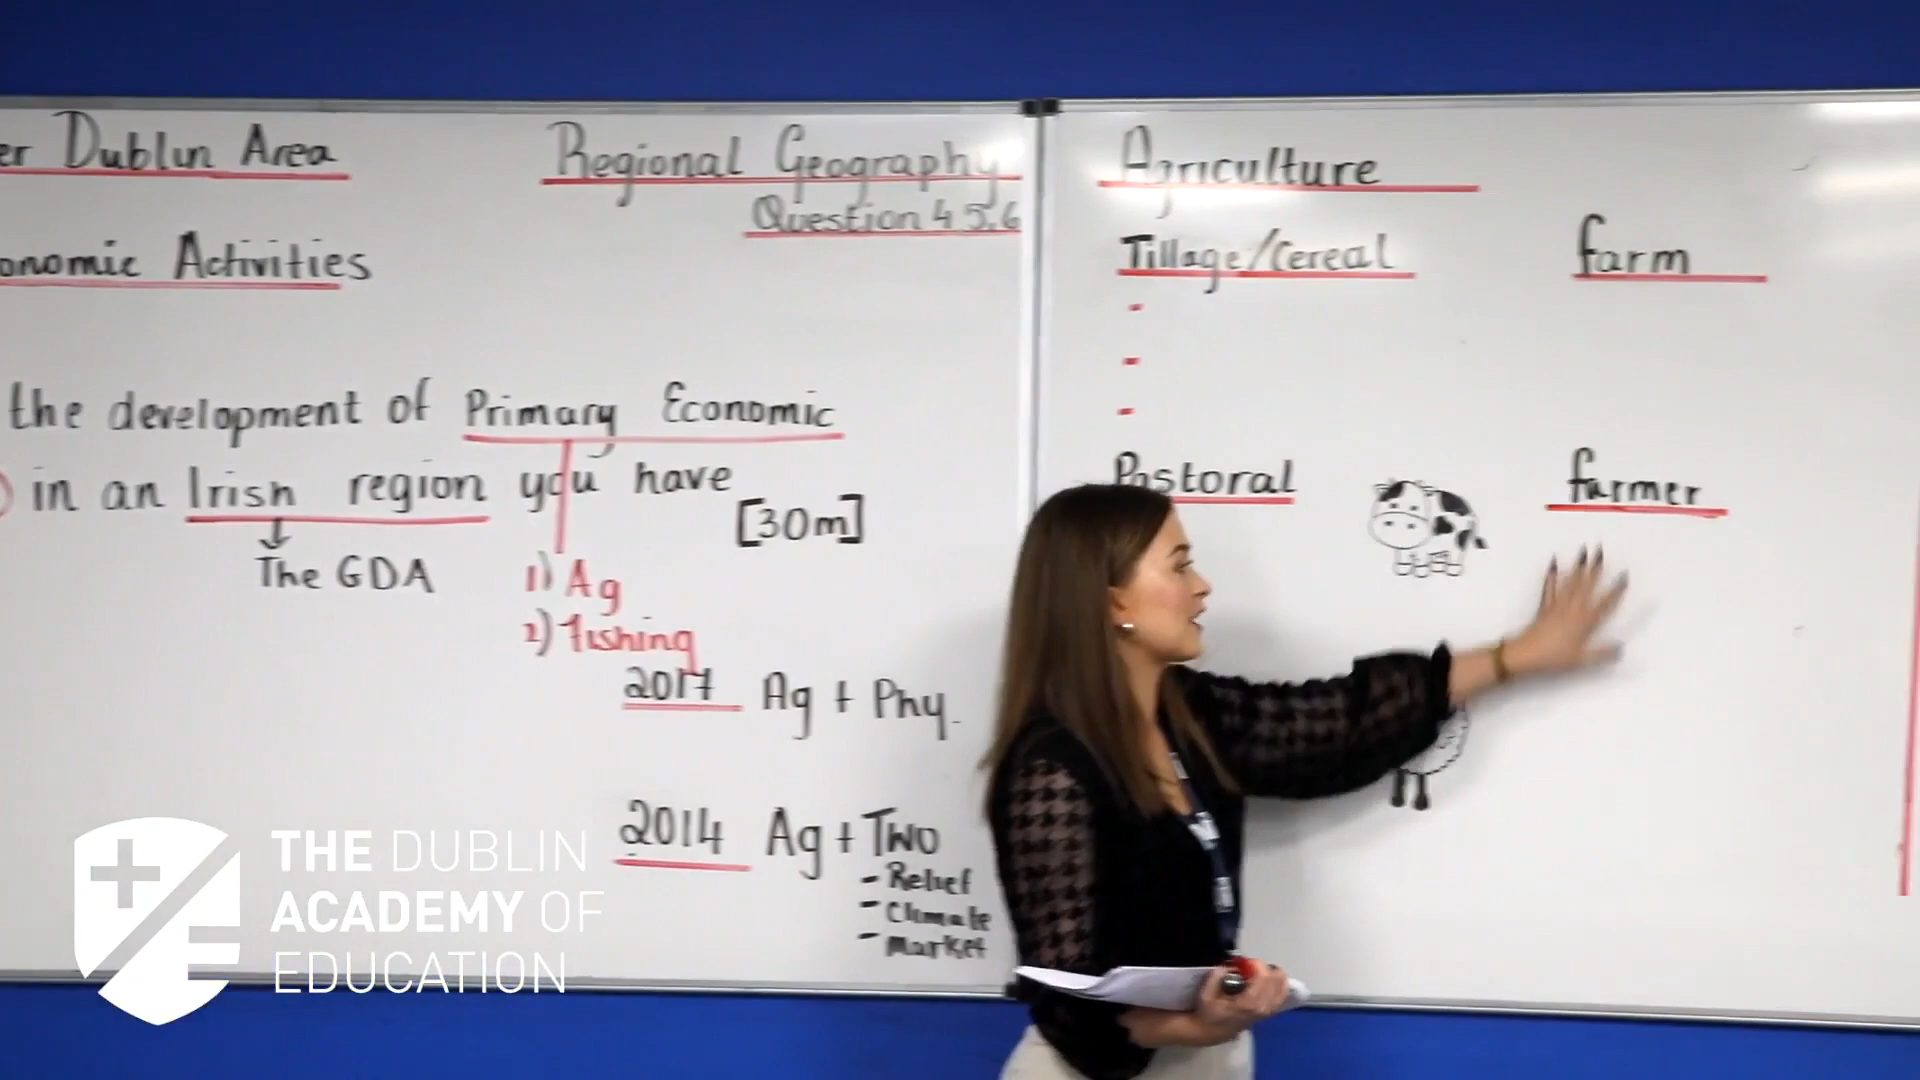 er Dublin Area
onomic Activities
the development of Primary Economic
in an Irish region you have
[30m]
The GDA
1) Ag
2) fishing
Regional Geography
Question 4 5,6
2017 Ag + Phy.
2014 Ag + Two
- Relief
- Climate
- Market
Agriculture
Tillage/Cereal
farm
Pastoral
farmer
THE DUBLIN
ACADEMY OF
EDUCATION